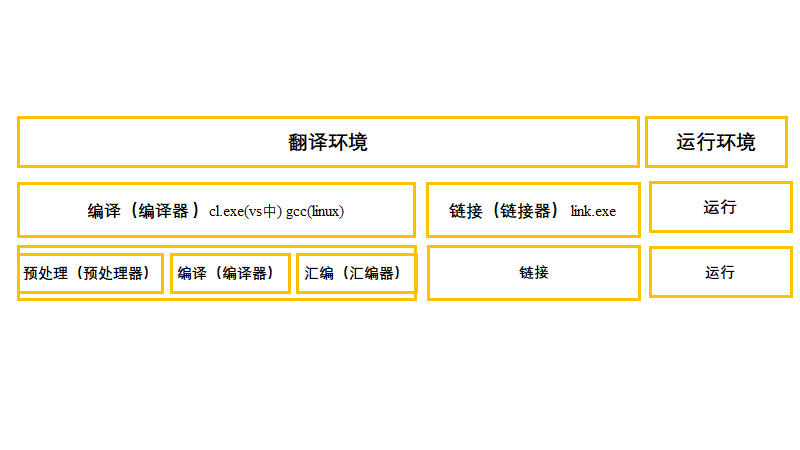 翻译环境
运行环境
编译（编译器）cl.exe(vs中) gcc(linux)
链接（链接器）link.exe
运行
预处理（预处理器）
编译（编译器）
汇编（汇编器）
链接
运行